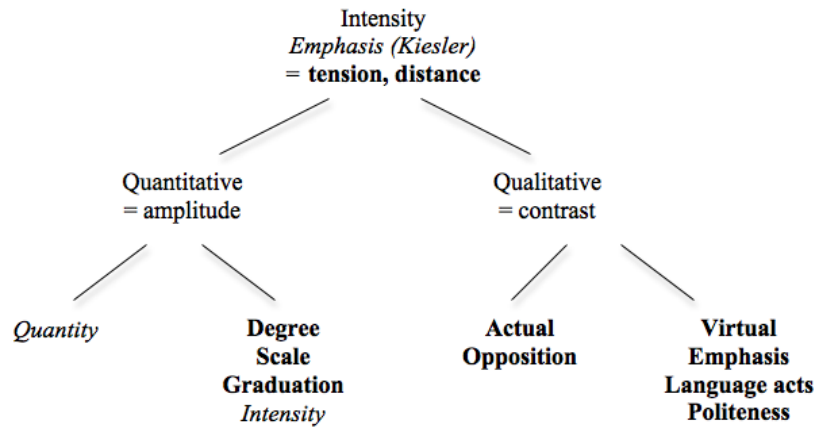 Intensity
Emphasis (Kiesler)
= tension, distance
Quantitative
= amplitude
Qualitative
= contrast
Quantity
Degree
Scale
Graduation
Intensity
Actual
Opposition
Virtual
Emphasis
Language acts
Politeness